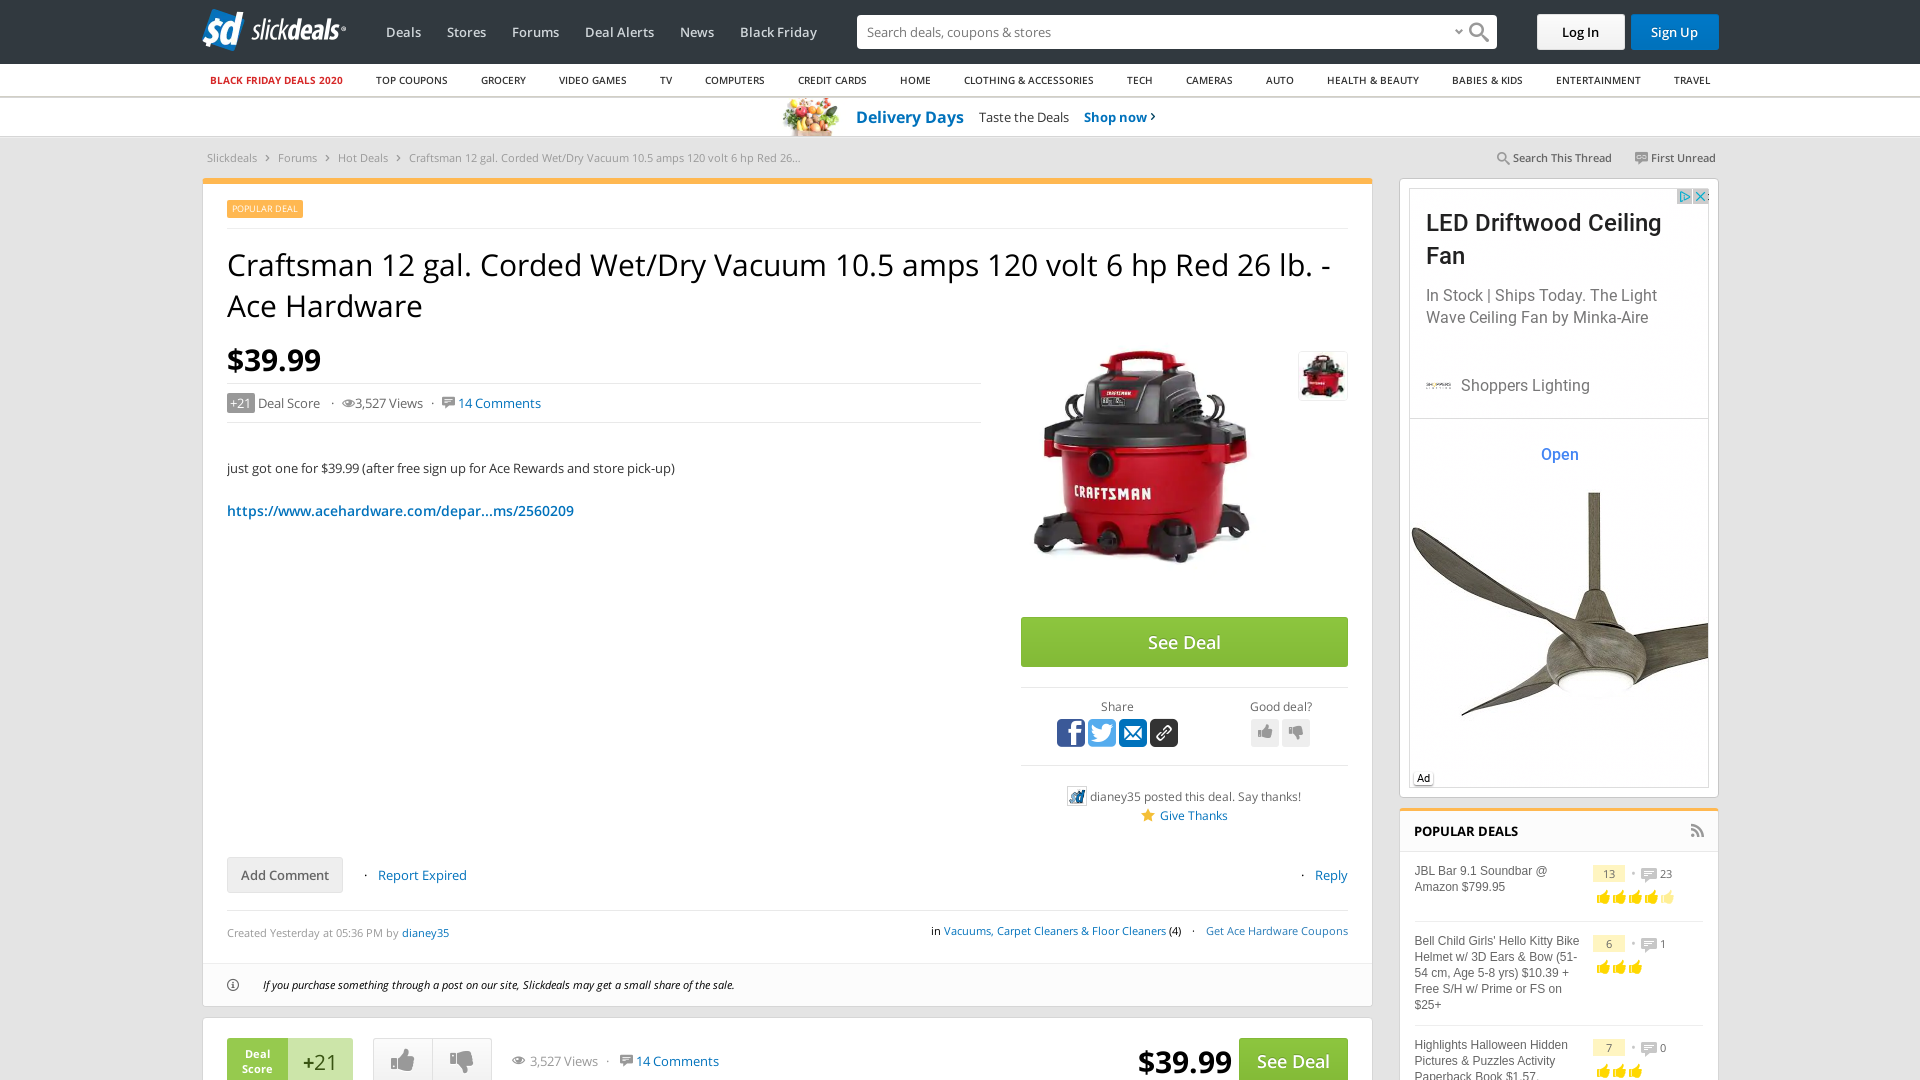 slickdeals
Deals
Stores
Forums
Deal Alerts
News
Black Friday
Search deals, coupons & stores
Log In
Sign Up
BLACK FRIDAY DEALS 2020
TOP COUPONS
GROCERY
VIDEO GAMES
TV
COMPUTERS
CREDIT CARDS
HOME
CLOTHING & ACCESSORIES
TECH
CAMERAS
AUTO
HEALTH & BEAUTY
BABIES & KIDS
ENTERTAINMENT
TRAVEL
Delivery Days Taste the Deals Shop now
Slickdeals > Forums > Hot Deals > Craftsman 12 gal. Corded Wet/Dry Vacuum 10.5 amps 120 volt 6 hp Red 26...
Search This Thread
First Unread
POPULAR DEAL
Craftsman 12 gal. Corded Wet/Dry Vacuum 10.5 amps 120 volt 6 hp Red 26 lb. -
Ace Hardware
$39.99
+21 Deal Score · 3,527 Views · 14 Comments
just got one for $39.99 (after free sign up for Ace Rewards and store pick-up)
https://www.acehardware.com/depar...ms/2560209
CRAFTSMAN
See Deal
Share
Good deal?
dianey35 posted this deal. Say thanks!
Give Thanks
Add Comment · Report Expired
· Reply
Created Yesterday at 05:36 PM by dianey35
in Vacuums, Carpet Cleaners & Floor Cleaners (4) · Get Ace Hardware Coupons
If you purchase something through a post on our site, Slickdeals may get a small share of the sale.
Deal
Score
+21
3,527 Views · 14 Comments
$39.99
See Deal
LED Driftwood Ceiling
Fan
In Stock | Ships Today. The Light
Wave Ceiling Fan by Minka-Aire
Shoppers Lighting
Open
Ad
POPULAR DEALS
JBL Bar 9.1 Soundbar @
Amazon $799.95
13 · 23
Bell Child Girls' Hello Kitty Bike
Helmet w/ 3D Ears & Bow (51-
54 cm, Age 5-8 yrs) $10.39 +
Free S/H w/ Prime or FS on
$25+
6 · 1
Highlights Halloween Hidden
Pictures & Puzzles Activity
Paperback Book $1.57.
7 · 0